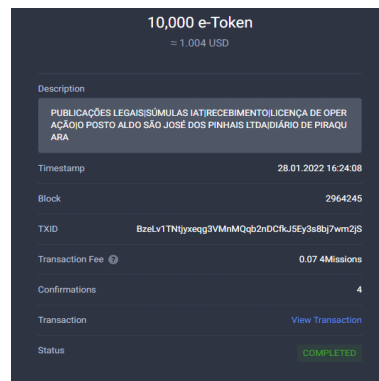 10,000 e-Token
≈ 1.004 USD
Description
PUBLICAÇÕES LEGAIS|SÚMULAS IAT|RECEBIMENTO|LICENÇA DE OPER
AÇÃO|O POSTO ALDO SÃO JOSÉ DOS PINHAIS LTDA|DIÁRIO DE PIRAQU
ARA
Timestamp 28.01.2022 16:24:08
Block 2964245
TXID BzeLv1TNtjyxeqg3VMnMQqb2nDCfkJ5Ey3s8bj7wm2jS
Transaction Fee ? 0.07 4Missions
Confirmations 4
Transaction View Transaction
Status COMPLETED